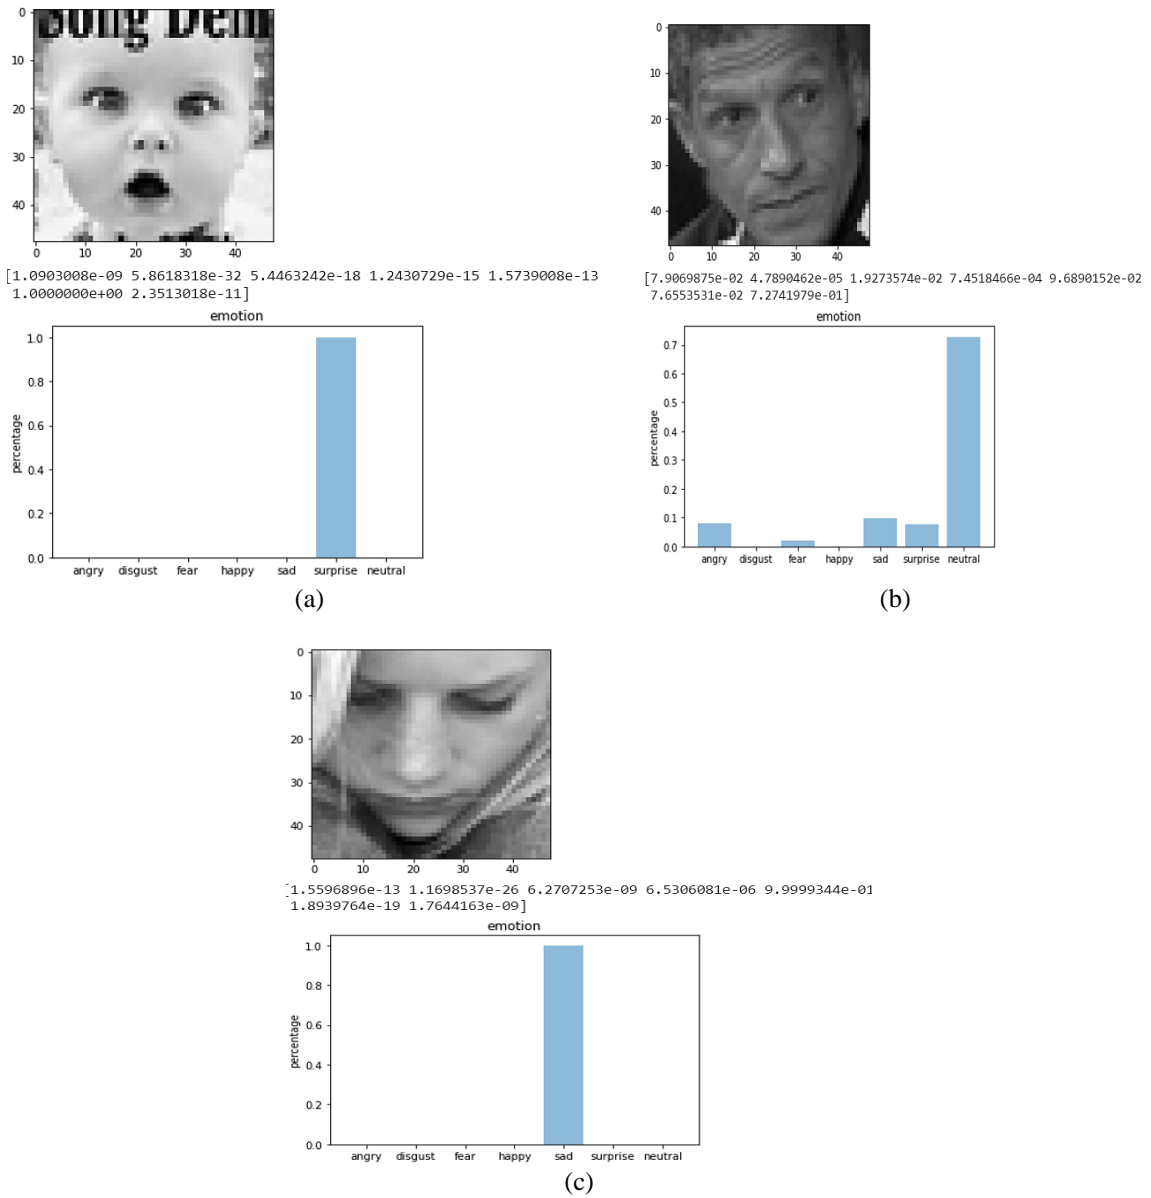 Song Dem
0
10
20
30
40
0 10 20 30 40
[1.0903008e-09 5.8618318e-32 5.4463242e-18 1.2430729e-15 1.5739008e-13
1.0000000e+00 2.3513018e-11]
emotion
1.0
0.8
0.6
0.4
0.2
0.0
percentage
angry disgust fear happy sad surprise neutral
(a)
0
10
20
30
40
0 10 20 30 40
[7.9069875e-02 4.7890462e-05 1.9273574e-02 7.4518466e-04 9.6890152e-02
7.6553531e-02 7.2741979e-01]
emotion
0.7
0.6
0.5
0.4
0.3
0.2
0.1
0.0
percentage
angry disgust fear happy sad surprise neutral
(b)
0
10
20
30
40
0 10 20 30 40
[1.5596896e-13 1.1698537e-26 6.2707253e-09 6.5306081e-06 9.9999344e-01
1.8939764e-19 1.7644163e-09]
emotion
1.0
0.8
0.6
0.4
0.2
0.0
percentage
angry disgust fear happy sad surprise neutral
(c)